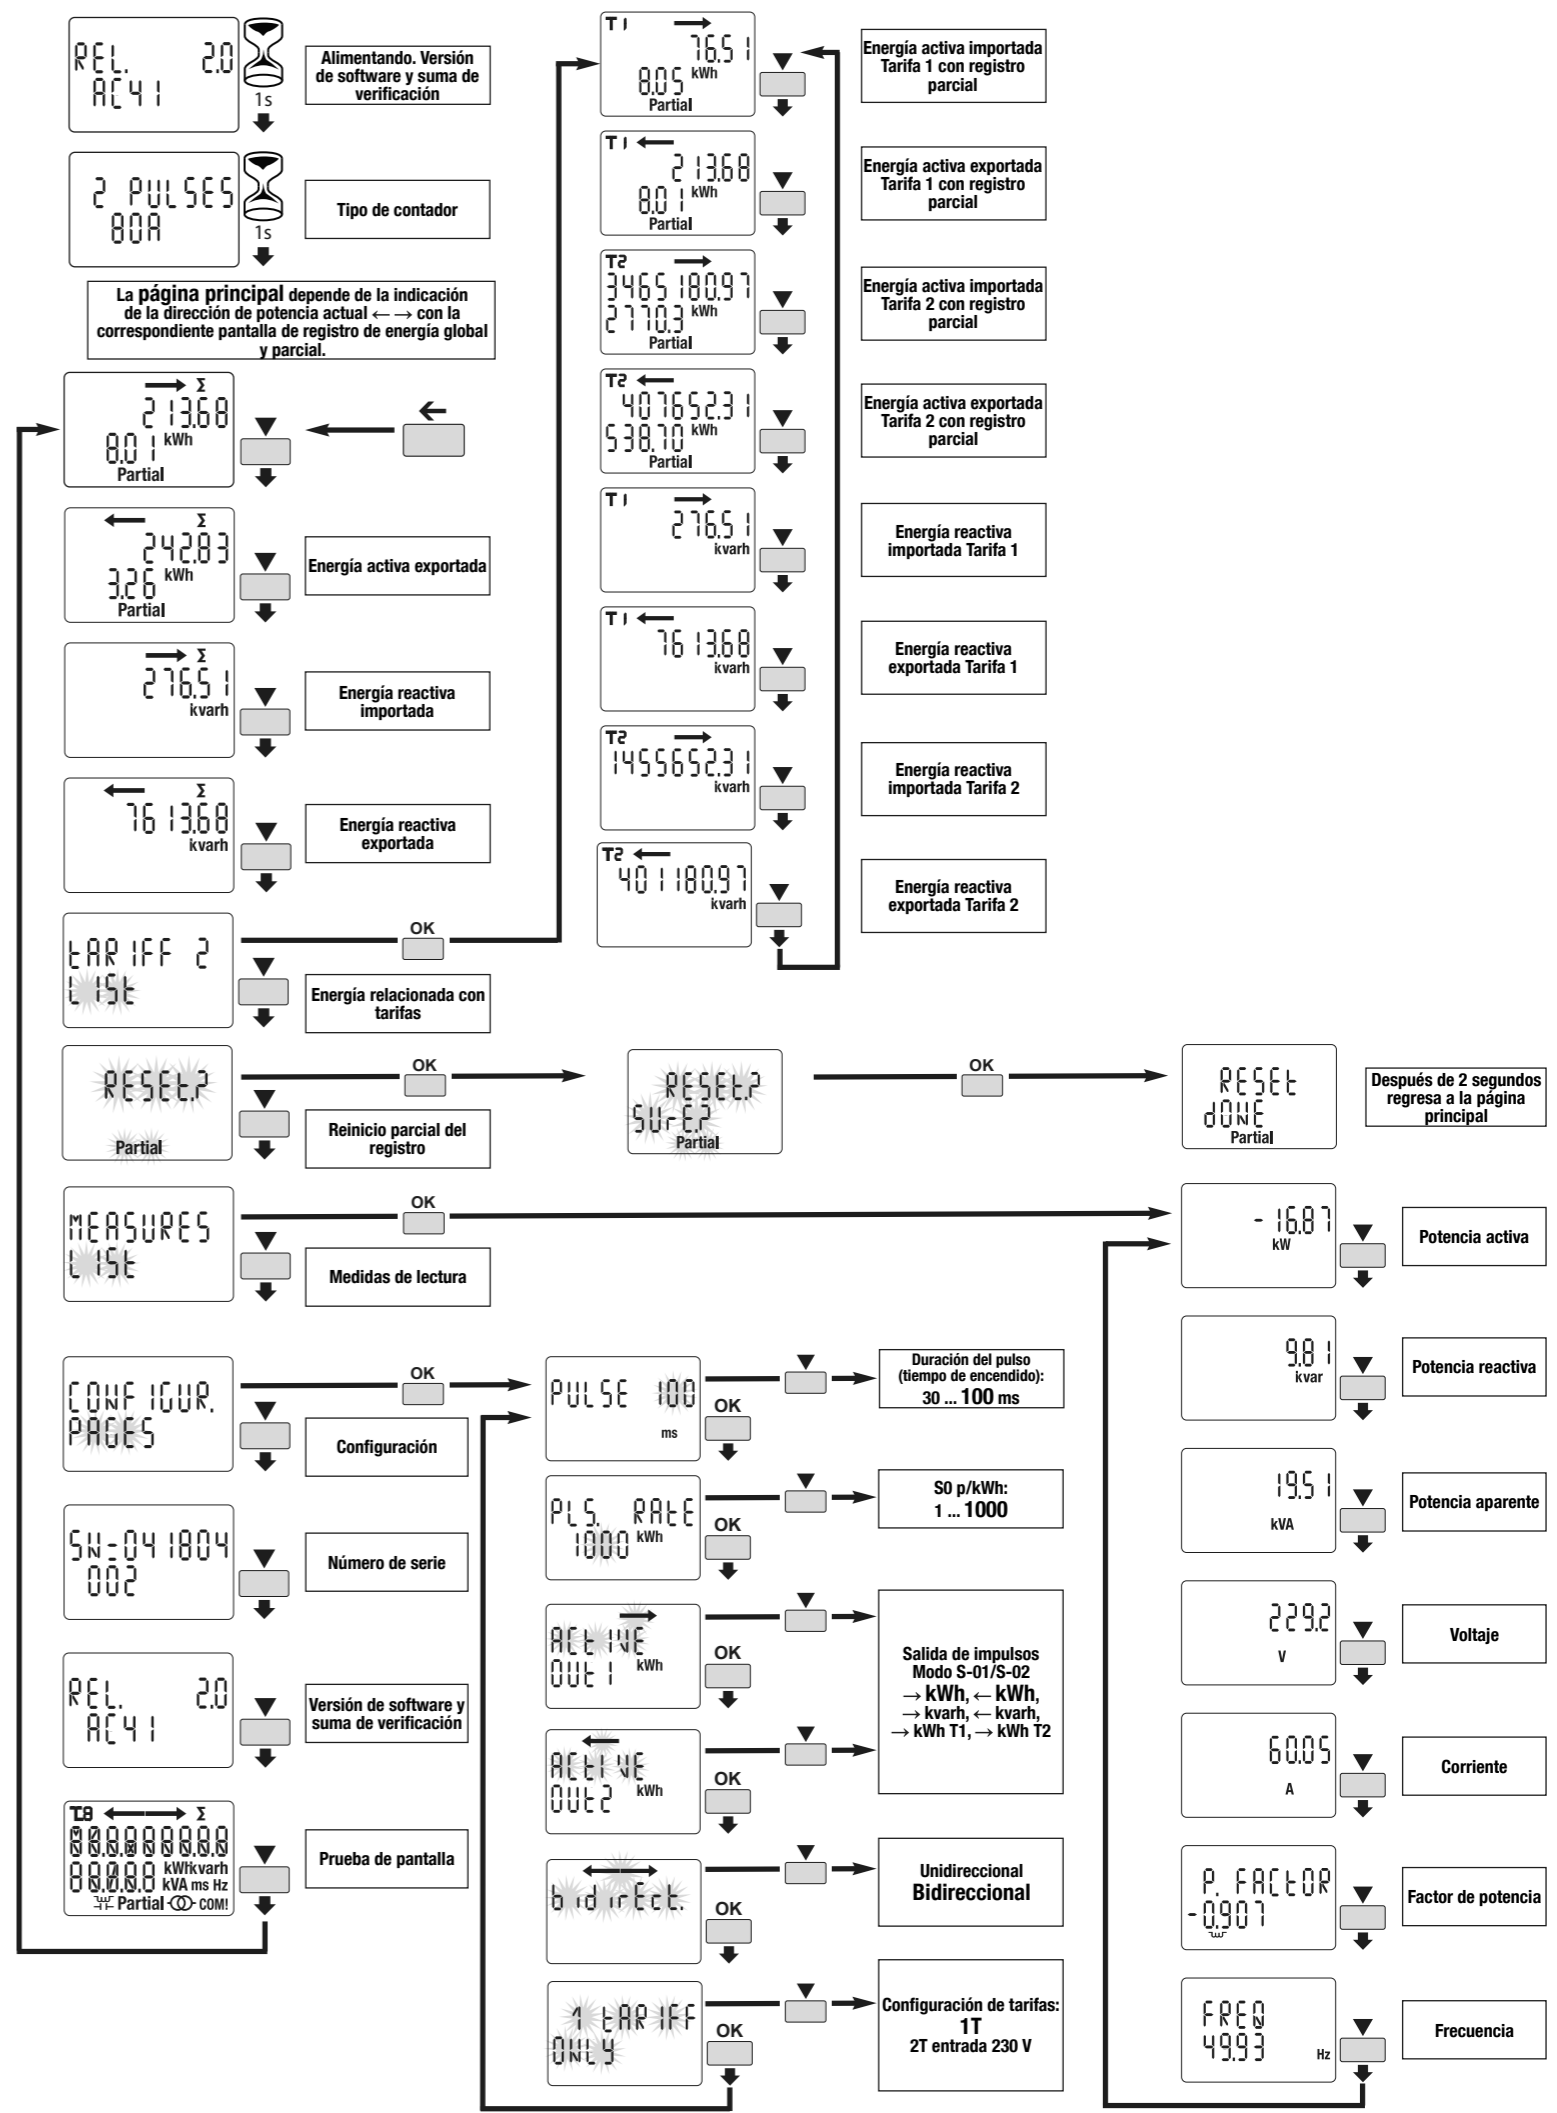 REL. 2.0
AC41
1s
Alimentando. Versión
de software y suma de
verificación
2 PULSES
80A
1s
Tipo de contador
La página principal depende de la indicación
de la dirección de potencia actual ← → con la
correspondiente pantalla de registro de energía global
y parcial.
→ Σ
213.68
8.01 kWh
Partial
▼
←
← Σ
242.83
3.26 kWh
Partial
▼
Energía activa exportada
→ Σ
276.51
kvarh
▼
Energía reactiva
importada
← Σ
7613.68
kvarh
▼
Energía reactiva
exportada
tARIFF 2
LISt
OK
▼
Energía relacionada con
tarifas
RESEt.?
Partial
OK
▼
Reinicio parcial del
registro
RESEt.?
SUrE.?
Partial
OK
RESEt
dONE
Partial
Después de 2 segundos
regresa a la página
principal
MEASURES
LISt
OK
▼
Medidas de lectura
CONFIGUR.
PAGES
OK
▼
Configuración
SN-041804
002
▼
Número de serie
REL. 2.0
AC41
▼
Versión de software y
suma de verificación
T.8 ← → Σ
kWhkvarh
kVA ms Hz
Partial COM!
▼
Prueba de pantalla
T1 →
76.51
8.05 kWh
Partial
▼
Energía activa importada
Tarifa 1 con registro
parcial
T1 ←
213.68
8.01 kWh
Partial
▼
Energía activa exportada
Tarifa 1 con registro
parcial
T2 →
3465180.97
2770.3 kWh
Partial
▼
Energía activa importada
Tarifa 2 con registro
parcial
T2 ←
407652.31
538.70 kWh
Partial
▼
Energía activa exportada
Tarifa 2 con registro
parcial
T1 →
276.51
kvarh
▼
Energía reactiva
importada Tarifa 1
T1 ←
7613.68
kvarh
▼
Energía reactiva
exportada Tarifa 1
T2 →
1455652.31
kvarh
▼
Energía reactiva
importada Tarifa 2
T2 ←
401180.97
kvarh
▼
Energía reactiva
exportada Tarifa 2
PULSE 100
ms
▼
OK
Duración del pulso
(tiempo de encendido):
30 ... 100 ms
PLS. RAtE
1000 kWh
▼
OK
S0 p/kWh:
1 ... 1000
→
ACtIVE
OUt1 kWh
▼
OK
Salida de impulsos
Modo S-01/S-02
→ kWh, ← kWh,
→ kvarh, ← kvarh,
→ kWh T1, → kWh T2
←
ACtIVE
OUt2 kWh
▼
OK
← →
bidirEct.
▼
OK
Unidireccional
Bidireccional
1 tARIFF
ONLY
▼
OK
Configuración de tarifas:
1T
2T entrada 230 V
-16.87
kW
▼
Potencia activa
9.81
kvar
▼
Potencia reactiva
19.51
kVA
▼
Potencia aparente
229.2
V
▼
Voltaje
60.05
A
▼
Corriente
P. FACtOR
-0.907
▼
Factor de potencia
FREQ
49.93
Hz
▼
Frecuencia